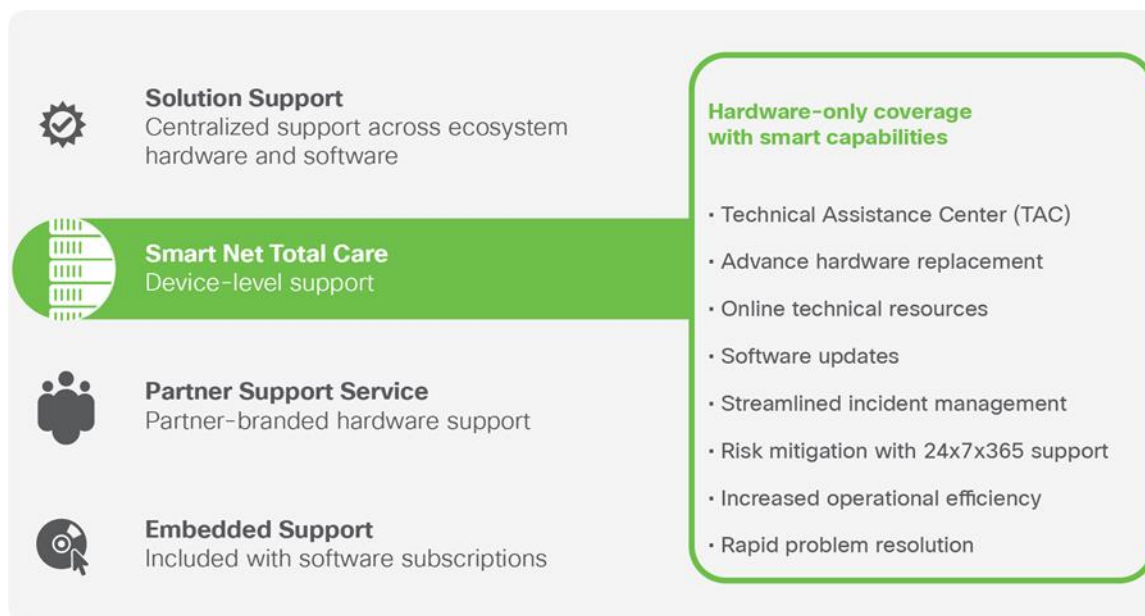 Solution Support
Centralized support across ecosystem
hardware and software
Smart Net Total Care
Device-level support
Partner Support Service
Partner-branded hardware support
Embedded Support
Included with software subscriptions
Hardware-only coverage
with smart capabilities
· Technical Assistance Center (TAC)
· Advance hardware replacement
· Online technical resources
· Software updates
· Streamlined incident management
· Risk mitigation with 24x7x365 support
· Increased operational efficiency
· Rapid problem resolution